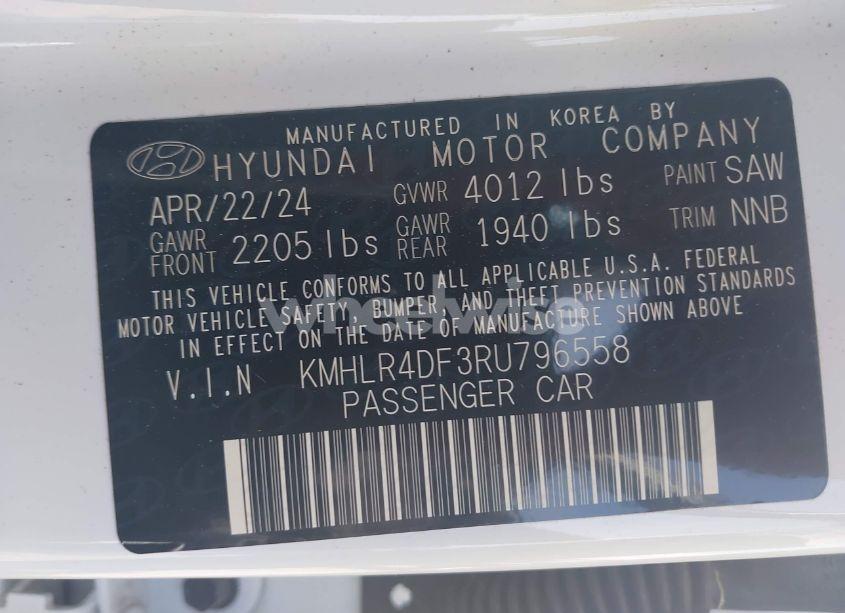 MANUFACTURED IN KOREA BY
HYUNDAI MOTOR COMPANY
APR/22/24 GVWR 4012 lbs PAINT SAW
GAWR FRONT 2205 lbs GAWR REAR 1940 lbs TRIM NNB
THIS VEHICLE CONFORMS TO ALL APPLICABLE U.S.A. FEDERAL
MOTOR VEHICLE SAFETY, BUMPER, AND THEFT PREVENTION STANDARDS
IN EFFECT ON THE DATE OF MANUFACTURE SHOWN ABOVE
V.I.N KMHLR4DF3RU796558
PASSENGER CAR
wheelwise